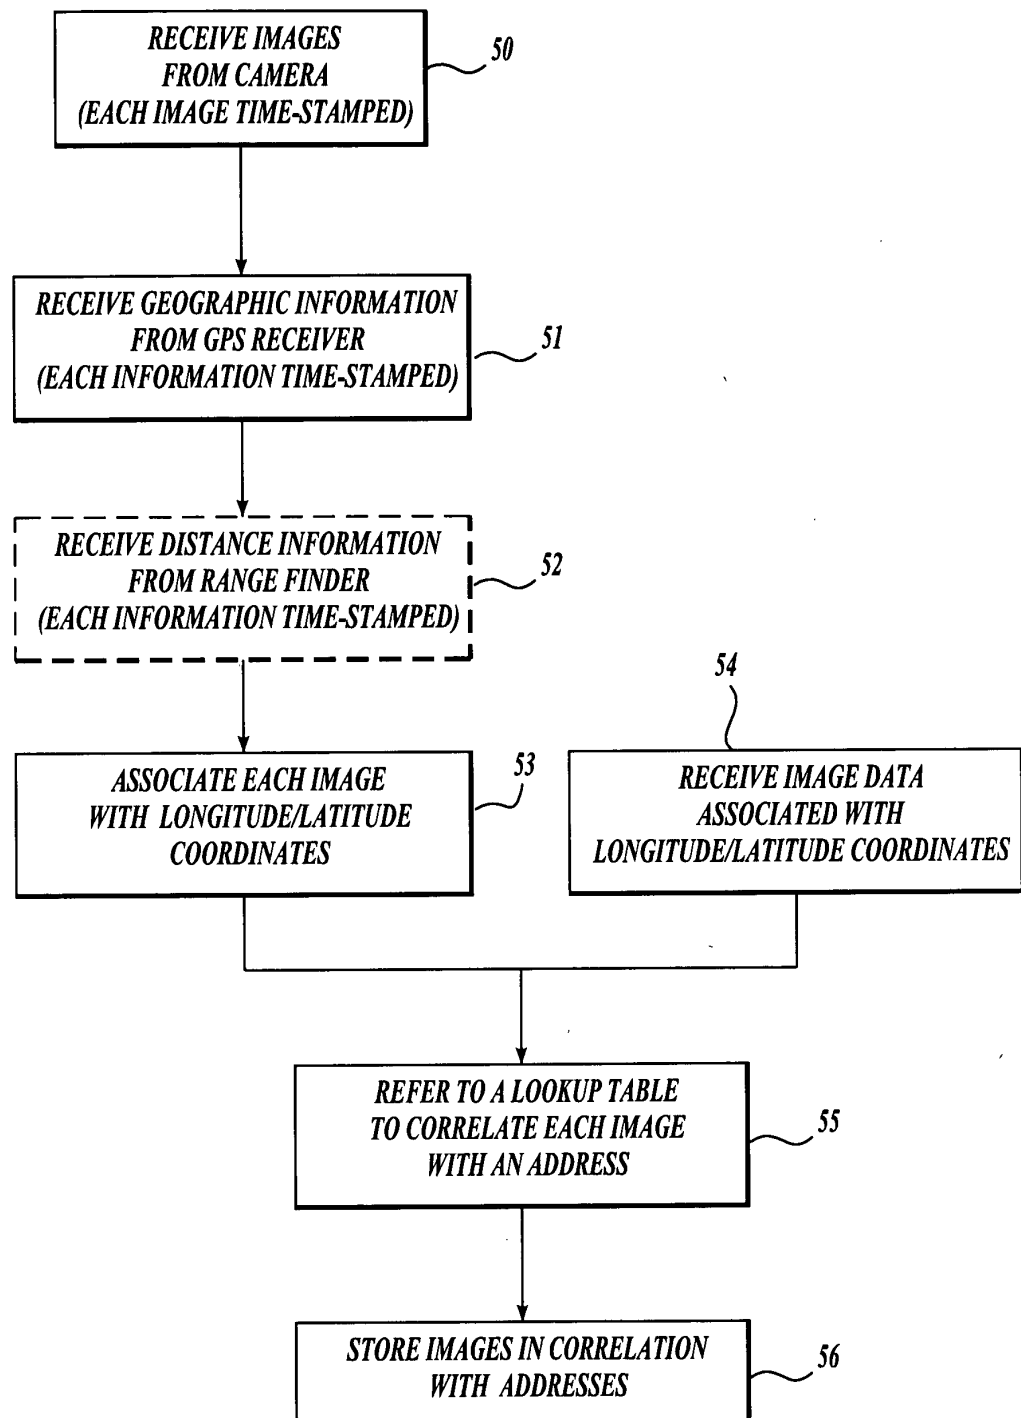 RECEIVE IMAGES
FROM CAMERA
(EACH IMAGE TIME-STAMPED)
50
RECEIVE GEOGRAPHIC INFORMATION
FROM GPS RECEIVER
(EACH INFORMATION TIME-STAMPED)
51
RECEIVE DISTANCE INFORMATION
FROM RANGE FINDER
(EACH INFORMATION TIME-STAMPED)
52
ASSOCIATE EACH IMAGE
WITH LONGITUDE/LATITUDE
COORDINATES
53
54
RECEIVE IMAGE DATA
ASSOCIATED WITH
LONGITUDE/LATITUDE COORDINATES
REFER TO A LOOKUP TABLE
TO CORRELATE EACH IMAGE
WITH AN ADDRESS
55
STORE IMAGES IN CORRELATION
WITH ADDRESSES
56